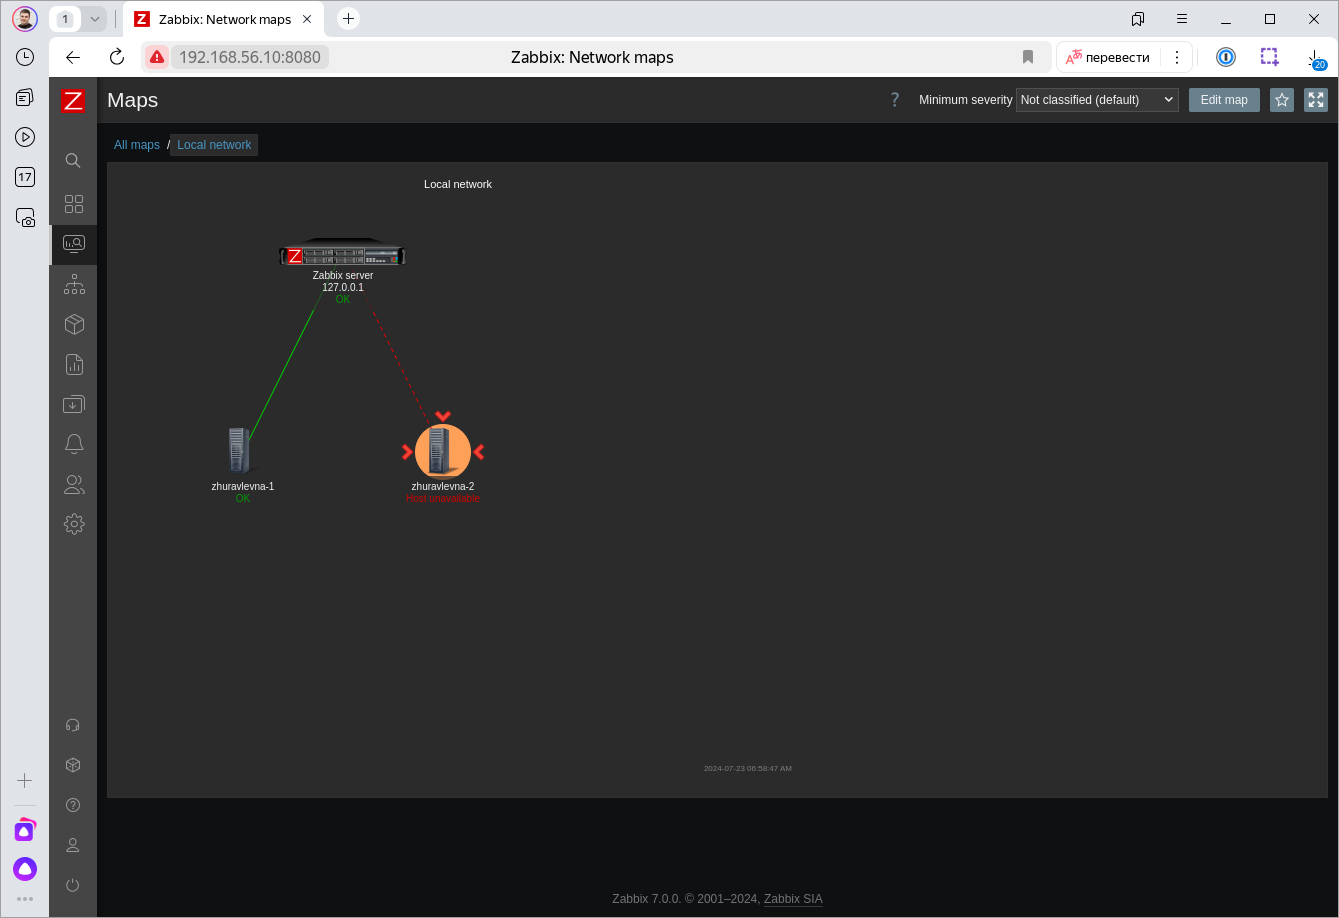 1
Zabbix: Network maps
192.168.56.10:8080
Zabbix: Network maps
перевести
20
17
Z
Maps
?
Minimum severity
Not classified (default)
Edit map
All maps / Local network
Local network
Z
Zabbix server
127.0.0.1
OK
zhuravlevna-1
OK
zhuravlevna-2
Host unavailable
2024-07-23 06:58:47 AM
Zabbix 7.0.0. © 2001–2024, Zabbix SIA